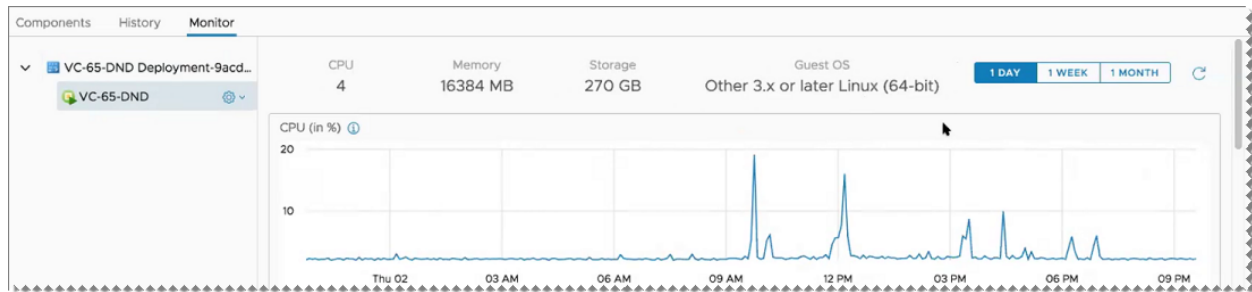 Components History Monitor
VC-65-DND Deployment-9acd...
VC-65-DND
CPU Memory Storage Guest OS
4 16384 MB 270 GB Other 3.x or later Linux (64-bit)
1 DAY 1 WEEK 1 MONTH
CPU (in %)
20
10
Thu 02 03 AM 06 AM 09 AM 12 PM 03 PM 06 PM 09 PM